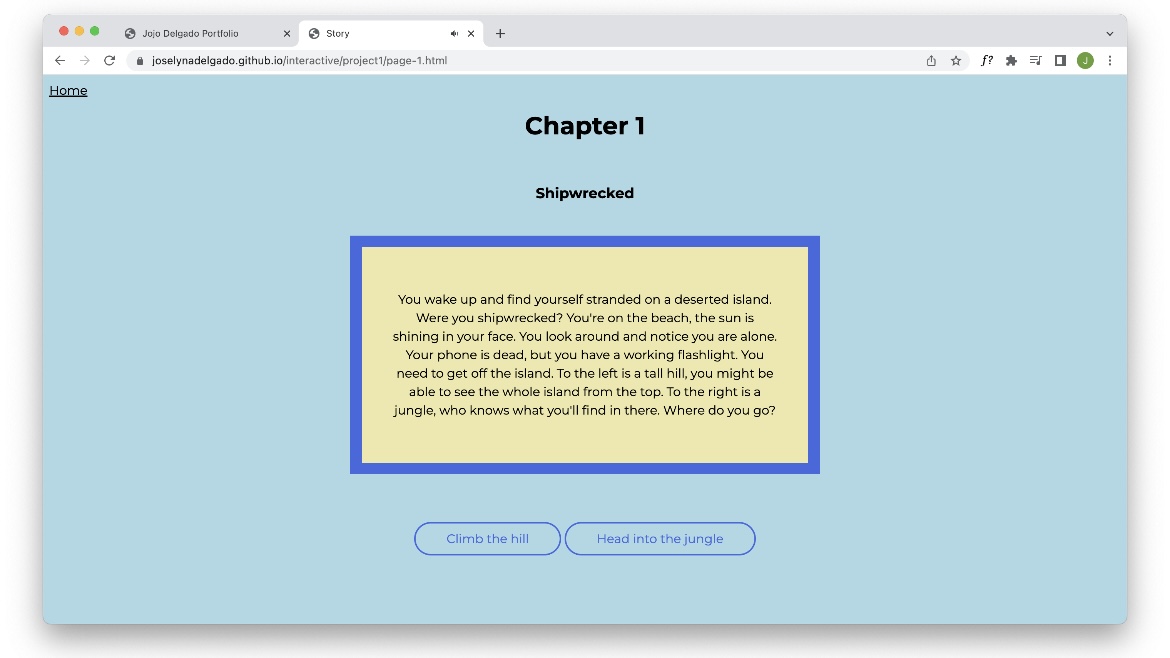 Jojo Delgado Portfolio
Story
joselynadelgado.github.io/interactive/project1/page-1.html
f?
J
Home
Chapter 1
Shipwrecked
You wake up and find yourself stranded on a deserted island.
Were you shipwrecked? You're on the beach, the sun is
shining in your face. You look around and notice you are alone.
Your phone is dead, but you have a working flashlight. You
need to get off the island. To the left is a tall hill, you might be
able to see the whole island from the top. To the right is a
jungle, who knows what you'll find in there. Where do you go?
Climb the hill
Head into the jungle